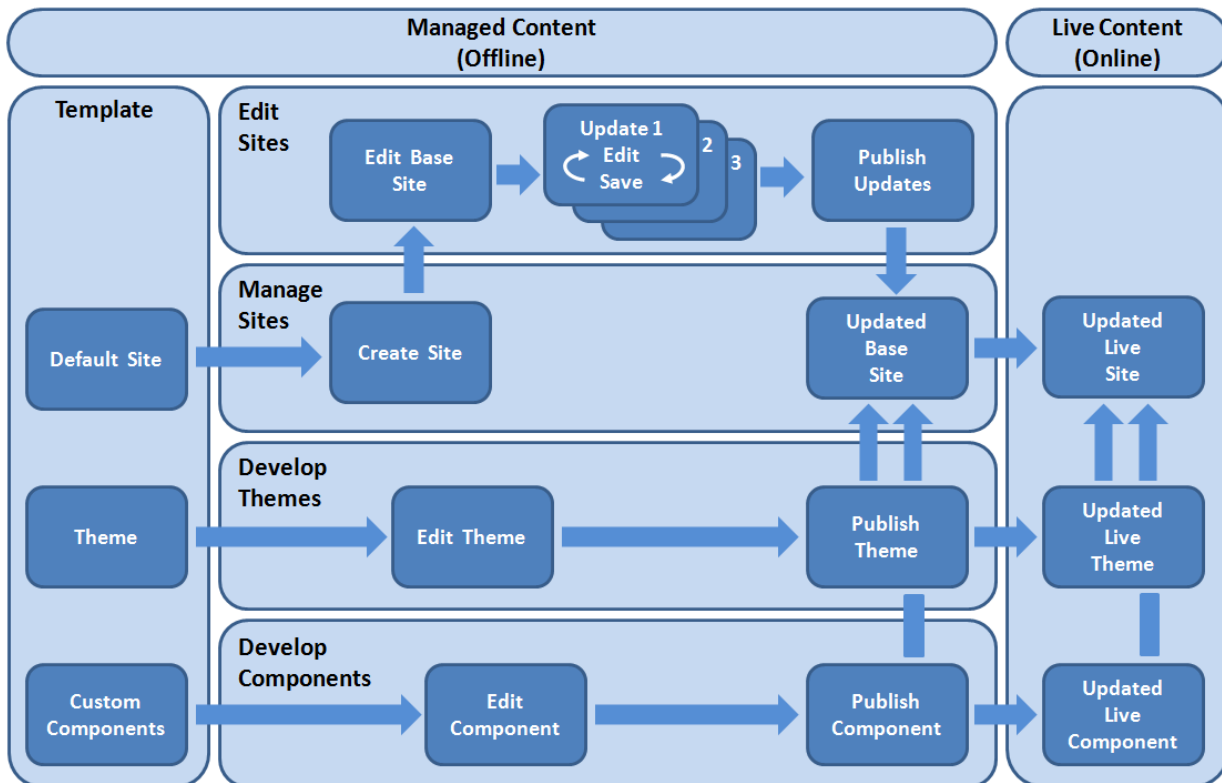 Managed Content
(Offline)
Live Content
(Online)
Template
Edit
Sites
Edit Base
Site
Update 1
Edit
Save
2
3
Publish
Updates
Manage
Sites
Default Site
Create Site
Updated
Base
Site
Updated
Live
Site
Develop
Themes
Theme
Edit Theme
Publish
Theme
Updated
Live
Theme
Develop
Components
Custom
Components
Edit
Component
Publish
Component
Updated
Live
Component